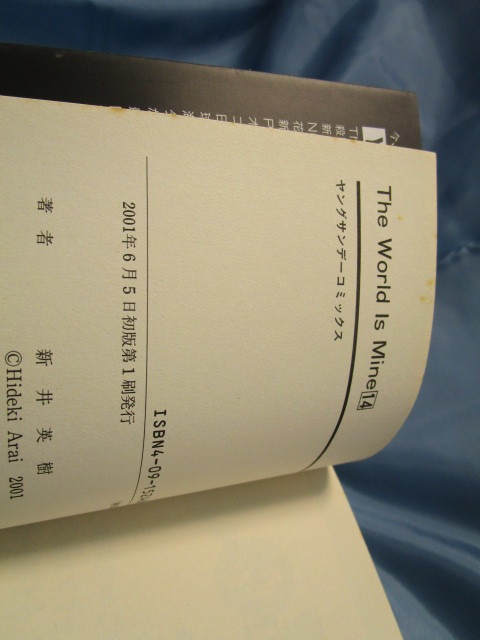 The World Is Mine 14
ヤングサンデーコミックス
ISBN4-09-152
2001年6月5日初版第1刷発行
著者 新井英樹
©Hideki Arai 2001